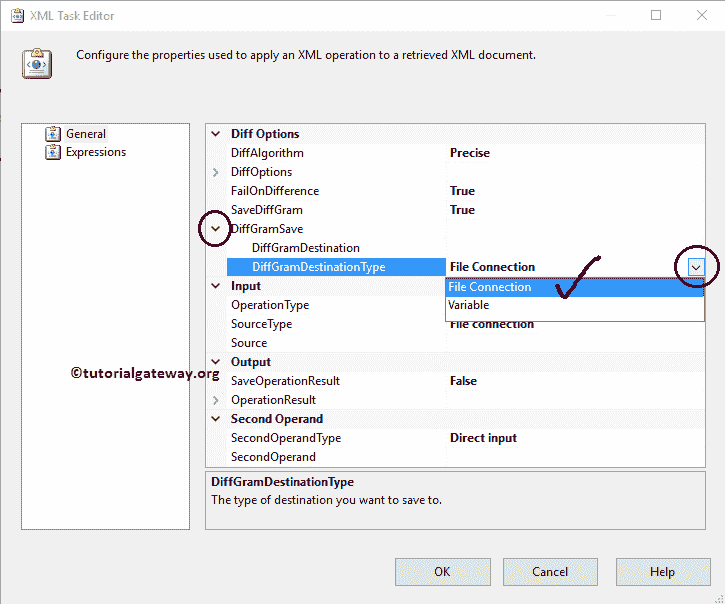 XML Task Editor
Configure the properties used to apply an XML operation to a retrieved XML document.
General
Expressions
Diff Options
DiffAlgorithm Precise
DiffOptions
FailOnDifference True
SaveDiffGram True
DiffGramSave
DiffGramDestination
DiffGramDestinationType File Connection
File Connection
Variable
Input
OperationType
SourceType File connection
Source
Output
SaveOperationResult False
OperationResult
Second Operand
SecondOperandType Direct input
SecondOperand
©tutorialgateway.org
DiffGramDestinationType
The type of destination you want to save to.
OK Cancel Help